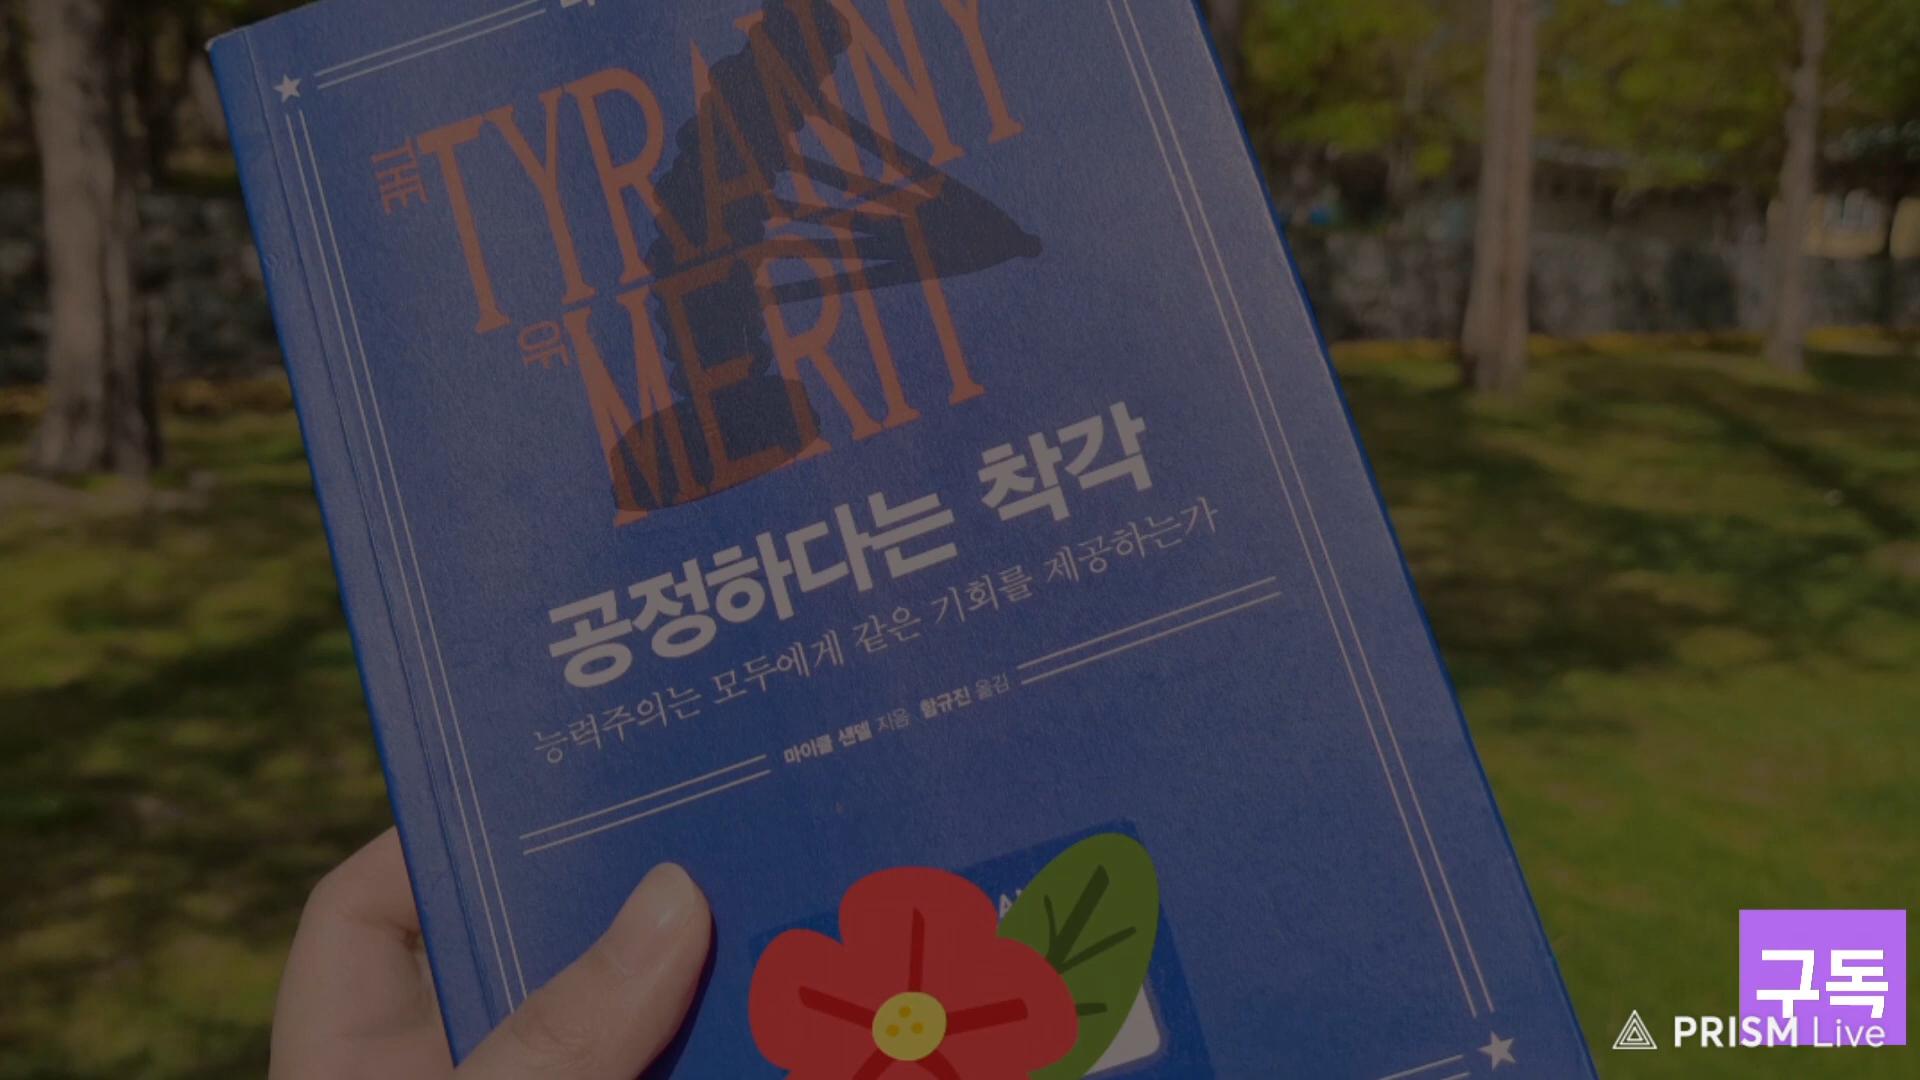 THE
TYRANNY
OF
MERIT
공정하다는 착각
능력주의는 모두에게 같은 기회를 제공하는가
마이클 샌델 지음 함규진 옮김
구독
PRISM Live